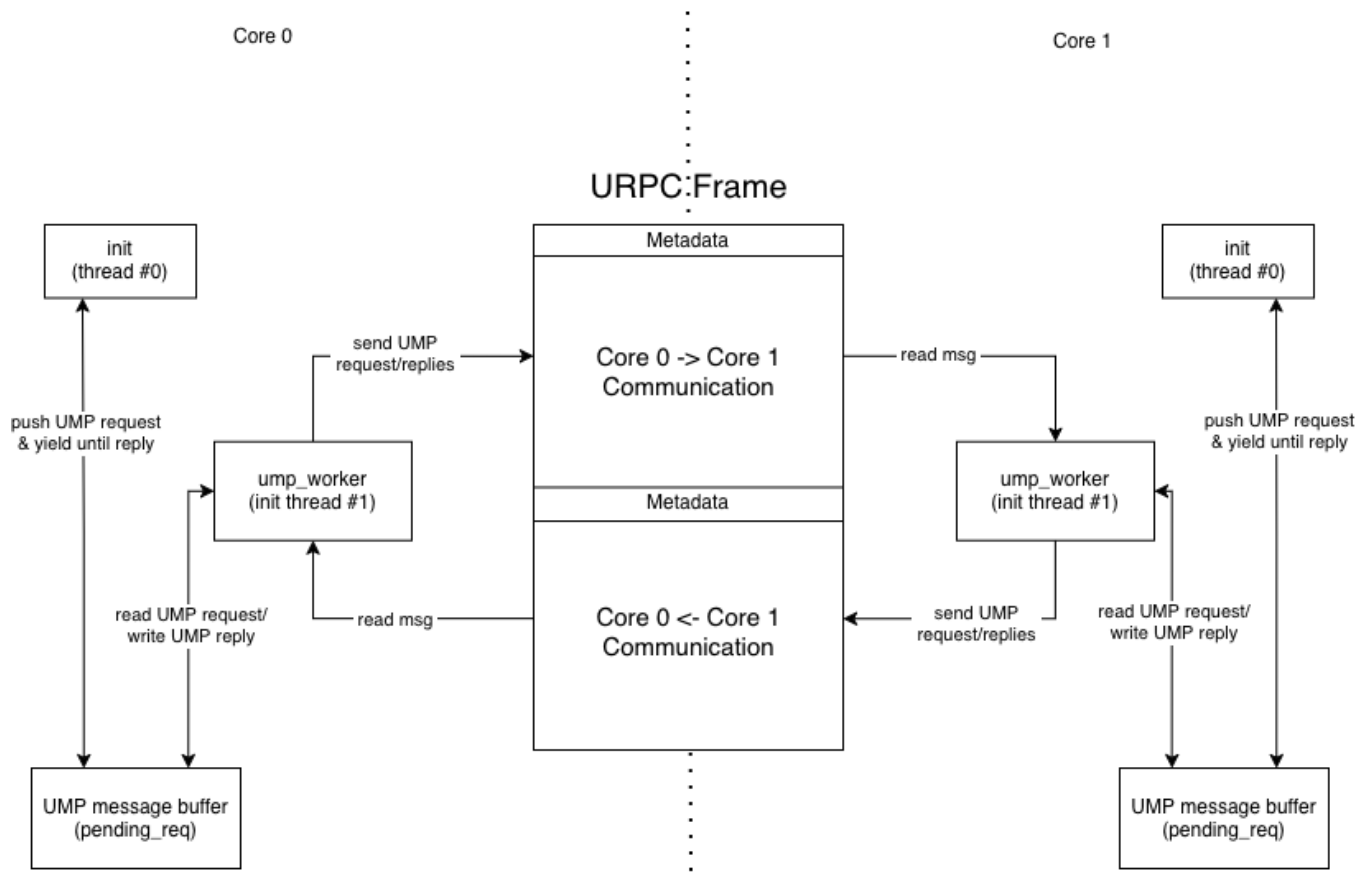 Core 0
Core 1
URPC Frame
Metadata
init
(thread #0)
init
(thread #0)
send UMP
request/replies
Core 0 -> Core 1
Communication
read msg
push UMP request
& yield until reply
push UMP request
& yield until reply
ump_worker
(init thread #1)
Metadata
ump_worker
(init thread #1)
read UMP request/
write UMP reply
read msg
Core 0 <- Core 1
Communication
send UMP
request/replies
read UMP request/
write UMP reply
UMP message buffer
(pending_req)
UMP message buffer
(pending_req)